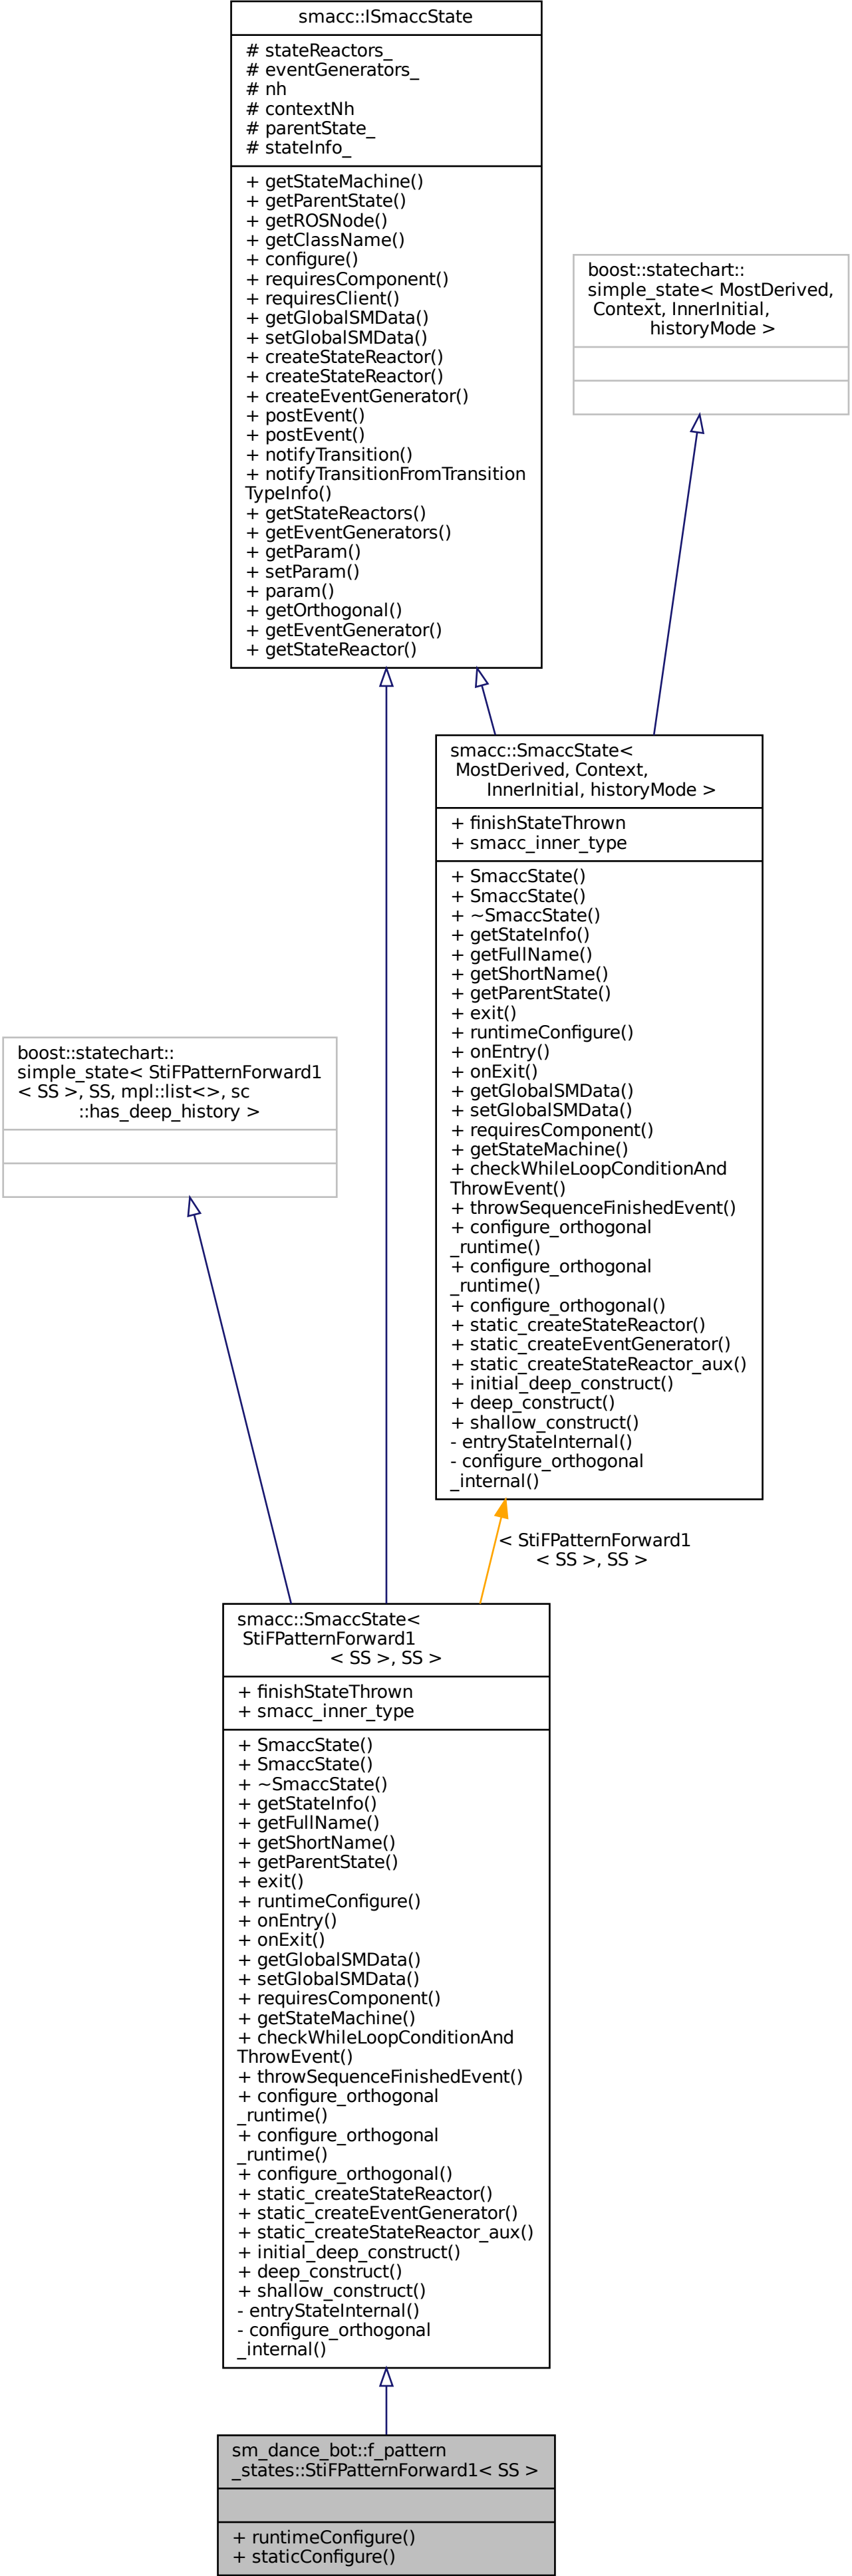 smacc::ISmaccState
# stateReactors_
# eventGenerators_
# nh
# contextNh
# parentState_
# stateInfo_
+ getStateMachine()
+ getParentState()
+ getROSNode()
+ getClassName()
+ configure()
+ requiresComponent()
+ requiresClient()
+ getGlobalSMData()
+ setGlobalSMData()
+ createStateReactor()
+ createStateReactor()
+ createEventGenerator()
+ postEvent()
+ postEvent()
+ notifyTransition()
+ notifyTransitionFromTransition
TypeInfo()
+ getStateReactors()
+ getEventGenerators()
+ getParam()
+ setParam()
+ param()
+ getOrthogonal()
+ getEventGenerator()
+ getStateReactor()
boost::statechart::
simple_state< MostDerived,
Context, InnerInitial,
historyMode >
smacc::SmaccState<
MostDerived, Context,
InnerInitial, historyMode >
+ finishStateThrown
+ smacc_inner_type
+ SmaccState()
+ SmaccState()
+ ~SmaccState()
+ getStateInfo()
+ getFullName()
+ getShortName()
+ getParentState()
+ exit()
+ runtimeConfigure()
+ onEntry()
+ onExit()
+ getGlobalSMData()
+ setGlobalSMData()
+ requiresComponent()
+ getStateMachine()
+ checkWhileLoopConditionAnd
ThrowEvent()
+ throwSequenceFinishedEvent()
+ configure_orthogonal
_runtime()
+ configure_orthogonal
_runtime()
+ configure_orthogonal()
+ static_createStateReactor()
+ static_createEventGenerator()
+ static_createStateReactor_aux()
+ initial_deep_construct()
+ deep_construct()
+ shallow_construct()
- entryStateInternal()
- configure_orthogonal
_internal()
boost::statechart::
simple_state< StiFPatternForward1
< SS >, SS, mpl::list<>, sc
::has_deep_history >
< StiFPatternForward1
< SS >, SS >
smacc::SmaccState<
StiFPatternForward1
< SS >, SS >
+ finishStateThrown
+ smacc_inner_type
+ SmaccState()
+ SmaccState()
+ ~SmaccState()
+ getStateInfo()
+ getFullName()
+ getShortName()
+ getParentState()
+ exit()
+ runtimeConfigure()
+ onEntry()
+ onExit()
+ getGlobalSMData()
+ setGlobalSMData()
+ requiresComponent()
+ getStateMachine()
+ checkWhileLoopConditionAnd
ThrowEvent()
+ throwSequenceFinishedEvent()
+ configure_orthogonal
_runtime()
+ configure_orthogonal
_runtime()
+ configure_orthogonal()
+ static_createStateReactor()
+ static_createEventGenerator()
+ static_createStateReactor_aux()
+ initial_deep_construct()
+ deep_construct()
+ shallow_construct()
- entryStateInternal()
- configure_orthogonal
_internal()
sm_dance_bot::f_pattern
_states::StiFPatternForward1< SS >
+ runtimeConfigure()
+ staticConfigure()